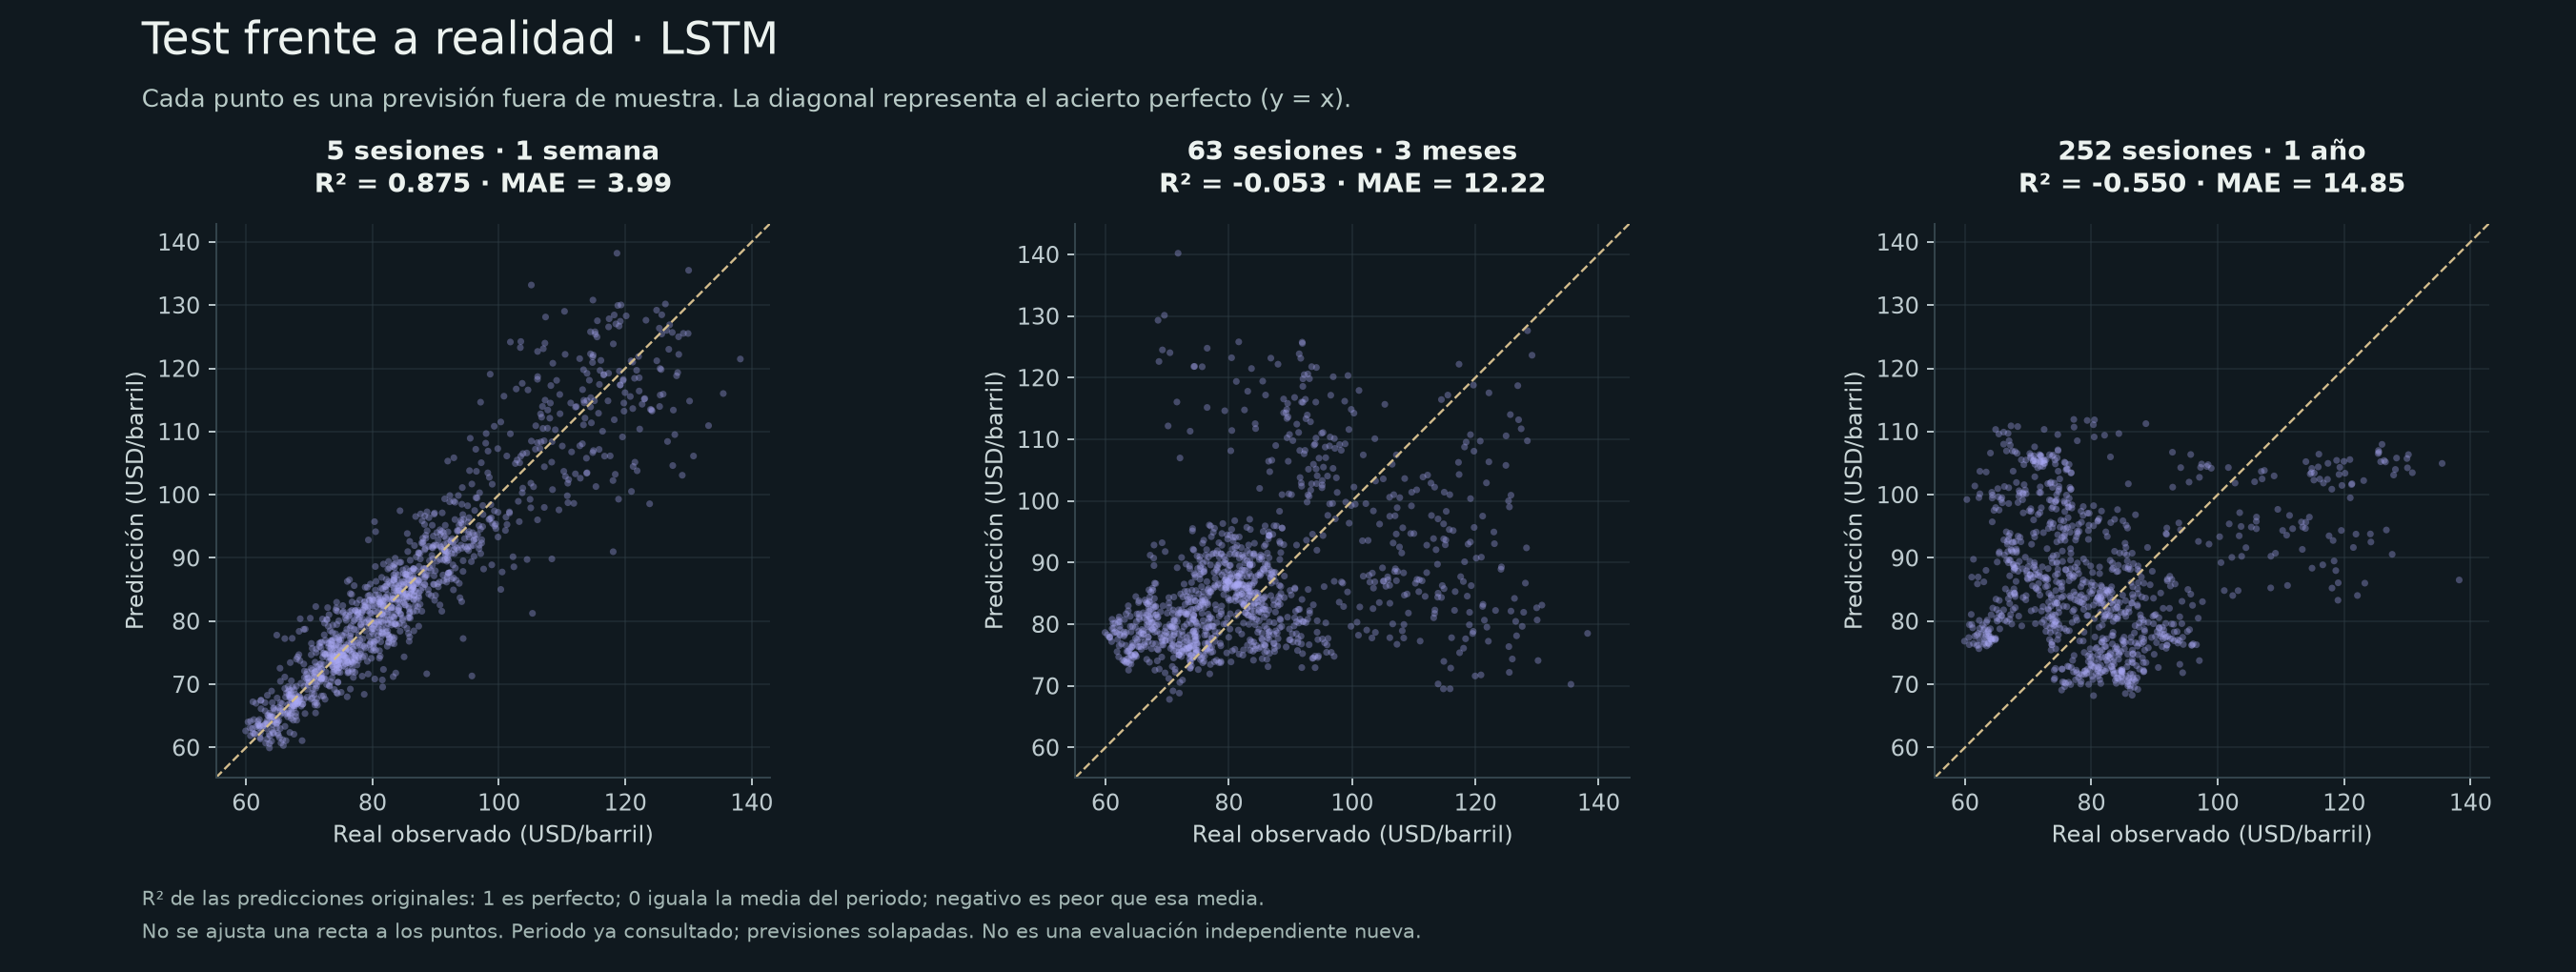 Test frente a realidad · LSTM
Cada punto es una previsión fuera de muestra. La diagonal representa el acierto perfecto (y = x).
5 sesiones · 1 semana
R² = 0.875 · MAE = 3.99
140
130
120
110
100
90
80
70
60
Predicción (USD/barril)
60 80 100 120 140
Real observado (USD/barril)
63 sesiones · 3 meses
R² = -0.053 · MAE = 12.22
140
130
120
110
100
90
80
70
60
Predicción (USD/barril)
60 80 100 120 140
Real observado (USD/barril)
252 sesiones · 1 año
R² = -0.550 · MAE = 14.85
140
130
120
110
100
90
80
70
60
Predicción (USD/barril)
60 80 100 120 140
Real observado (USD/barril)
R² de las predicciones originales: 1 es perfecto; 0 iguala la media del periodo; negativo es peor que esa media.
No se ajusta una recta a los puntos. Periodo ya consultado; previsiones solapadas. No es una evaluación independiente nueva.